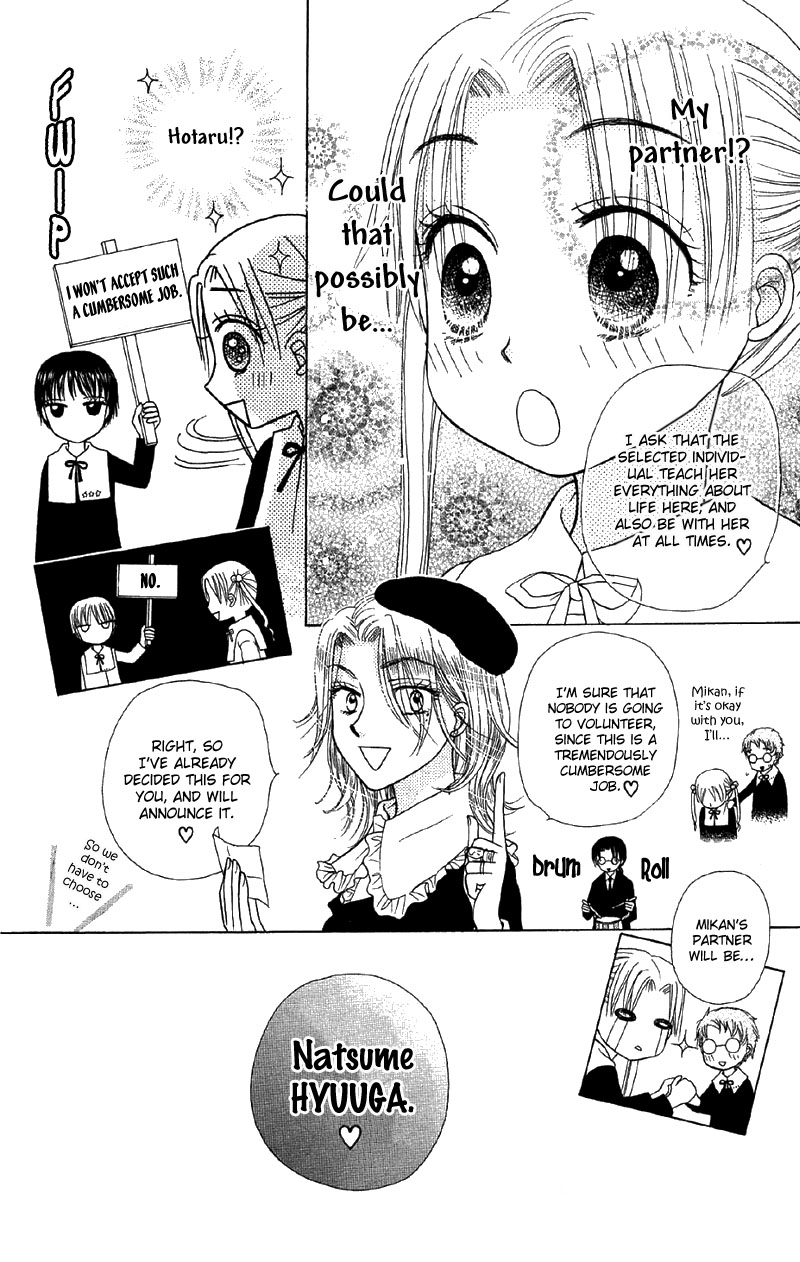 My
partner!?
Could
that
possibly
be...
I ASK THAT THE
SELECTED INDIVID-
UAL TEACH HER
EVERYTHING ABOUT
LIFE HERE, AND
ALSO BE WITH HER
AT ALL TIMES. ♡
Hotaru!?
FWIP
I WON'T ACCEPT SUCH
A CUMBERSOME JOB.
NO.
I'M SURE THAT
NOBODY IS GOING
TO VOLUNTEER,
SINCE THIS IS A
TREMENDOUSLY
CUMBERSOME
JOB. ♡
Mikan, if
it's okay
with you,
I'll...
RIGHT, SO
I'VE ALREADY
DECIDED THIS FOR
YOU, AND WILL
ANNOUNCE IT.
♡
So we
don't
have to
choose
...
Drum Roll
MIKAN'S
PARTNER
WILL BE...
Natsume
HYUUGA.
♥